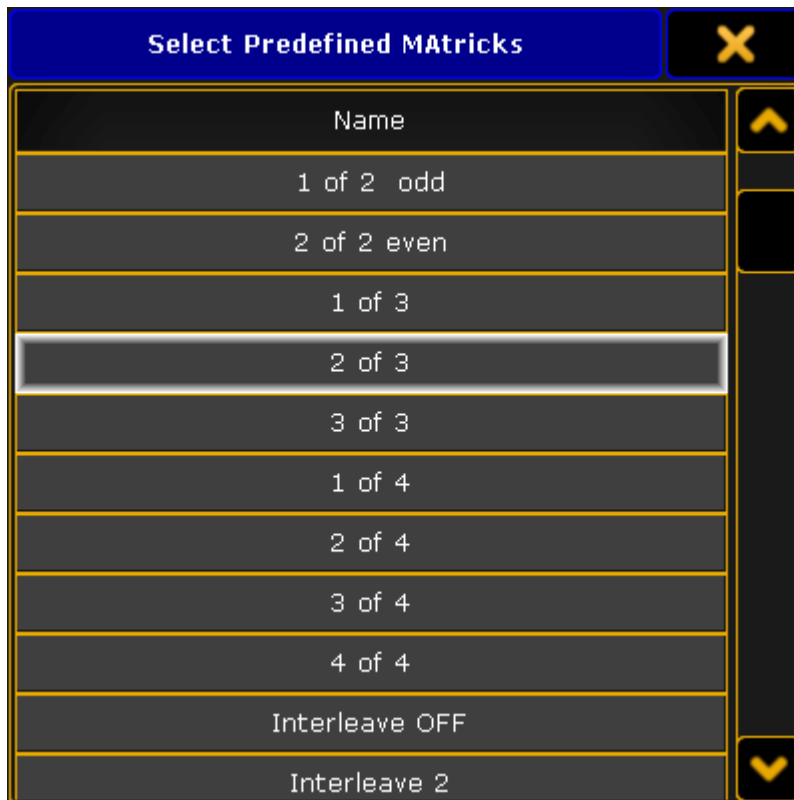 Select Predefined MAtricks
Name
1 of 2  odd
2 of 2 even
1 of 3
2 of 3
3 of 3
1 of 4
2 of 4
3 of 4
4 of 4
Interleave OFF
Interleave 2